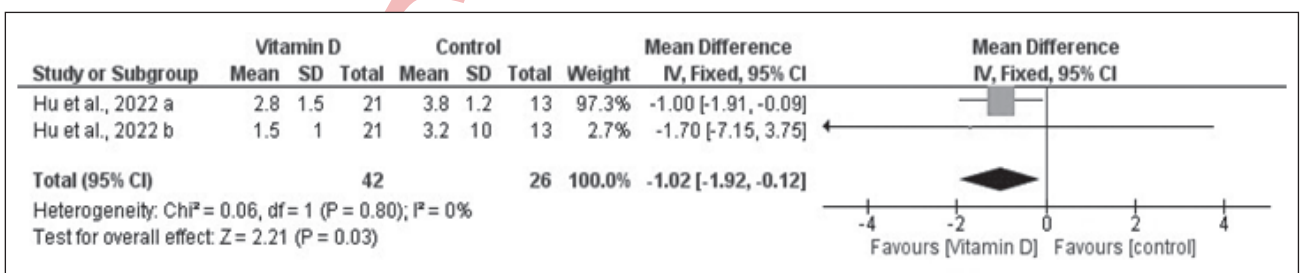 Vitamin D Control Mean Difference Mean Difference
Study or Subgroup Mean SD Total Mean SD Total Weight IV, Fixed, 95% CI IV, Fixed, 95% CI
Hu et al., 2022 a 2.8 1.5 21 3.8 1.2 13 97.3% -1.00 [-1.91, -0.09]
Hu et al., 2022 b 1.5 1 21 3.2 10 13 2.7% -1.70 [-7.15, 3.75]
Total (95% CI) 42 26 100.0% -1.02 [-1.92, -0.12]
Heterogeneity: Chi² = 0.06, df = 1 (P = 0.80); I² = 0%
Test for overall effect: Z = 2.21 (P = 0.03)
-4 -2 0 2 4
Favours [Vitamin D] Favours [control]